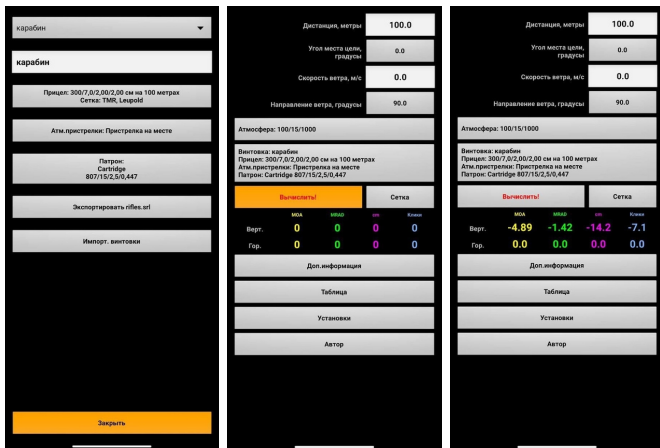 карабин
карабин
Прицел: 300/7,0/2,00/2,00 см на 100 метрах
Сетка: TMR, Leupold
Атм.пристрелки: Пристрелка на месте
Патрон:
Cartridge
807/15/2,5/0,447
Экспортировать rifles.srl
Импорт. винтовки
Закрыть
Дистанция, метры 100.0
Угол места цели,
градусы 0.0
Скорость ветра, м/с 0.0
Направление ветра, градусы 90.0
Атмосфера: 100/15/1000
Винтовка: карабин
Прицел: 300/7,0/2,00/2,00 см на 100 метрах
Атм.пристрелки: Пристрелка на месте
Патрон: Cartridge 807/15/2,5/0,447
Вычислить! Сетка
MOA MRAD см Клики
Верт. 0 0 0 0
Гор. 0 0 0 0
Доп.информация
Таблица
Установки
Автор
Дистанция, метры 100.0
Угол места цели,
градусы 0.0
Скорость ветра, м/с 0.0
Направление ветра, градусы 90.0
Атмосфера: 100/15/1000
Винтовка: карабин
Прицел: 300/7,0/2,00/2,00 см на 100 метрах
Атм.пристрелки: Пристрелка на месте
Патрон: Cartridge 807/15/2,5/0,447
Вычислить! Сетка
MOA MRAD см Клики
Верт. -4.89 -1.42 -14.2 -7.1
Гор. 0.0 0.0 0.0 0.0
Доп.информация
Таблица
Установки
Автор